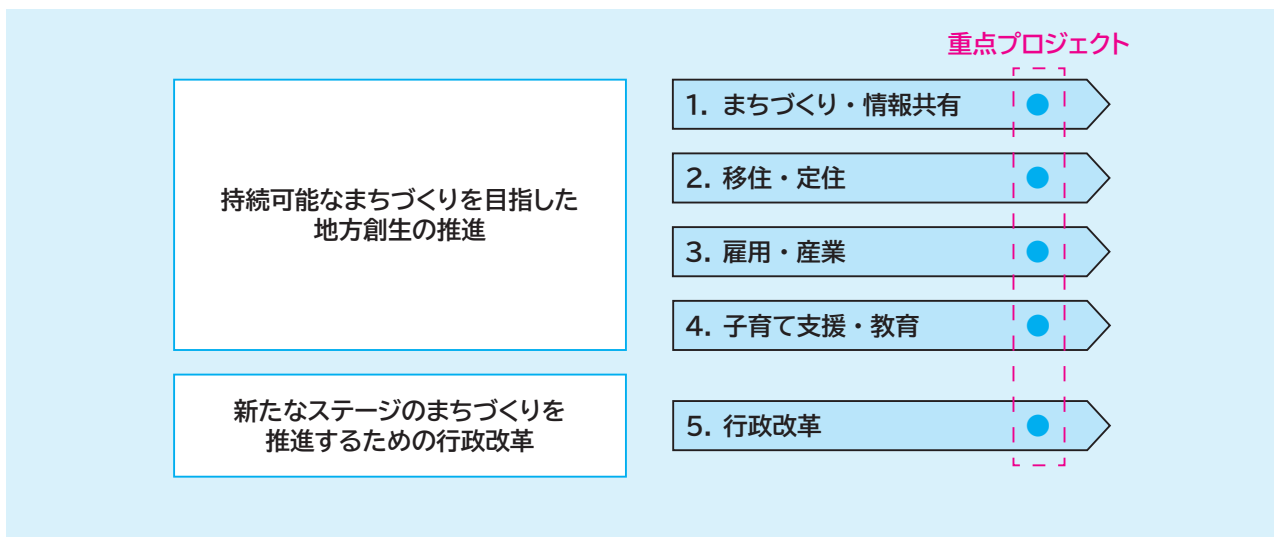 重点プロジェクト
持続可能なまちづくりを目指した
地方創生の推進
1. まちづくり・情報共有
2. 移住・定住
3. 雇用・産業
4. 子育て支援・教育
新たなステージのまちづくりを
推進するための行政改革
5. 行政改革